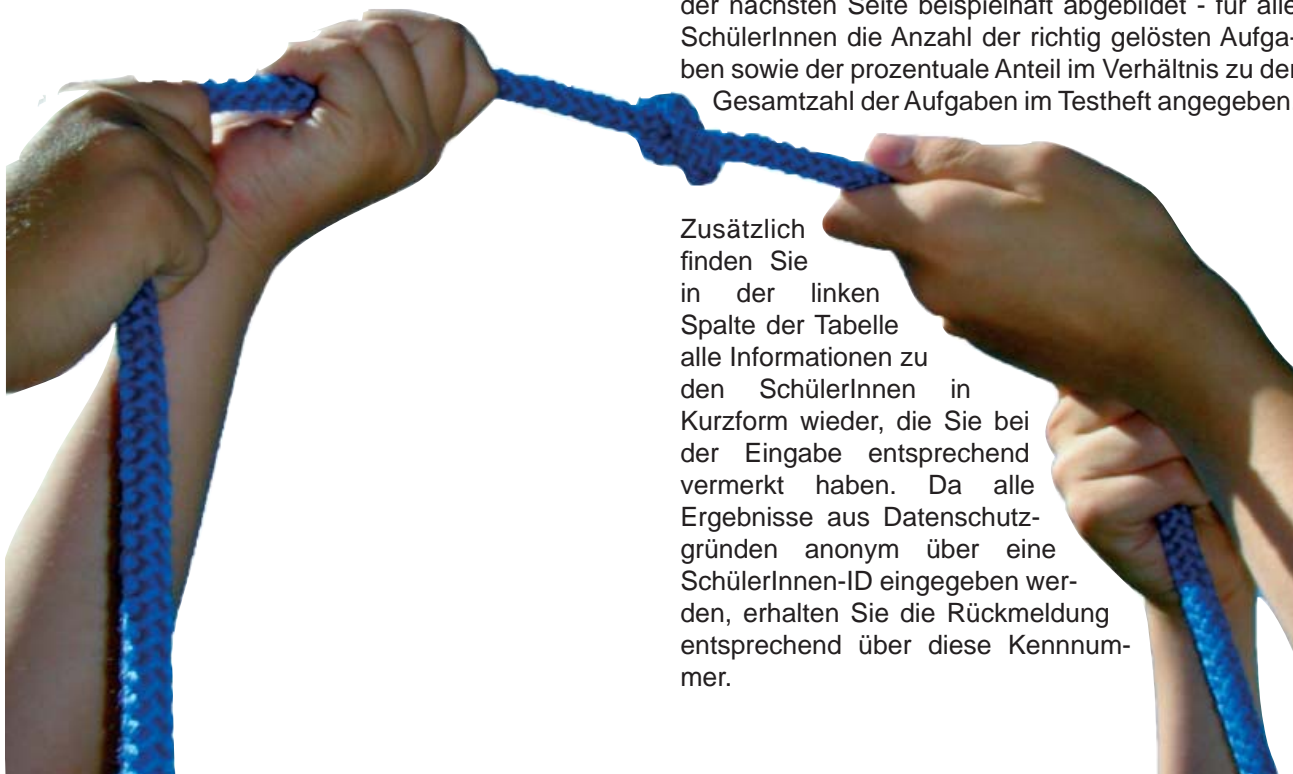 der nächsten Seite beispielhaft abgebildet - für alle
SchülerInnen die Anzahl der richtig gelösten Aufga-
ben sowie der prozentuale Anteil im Verhältnis zu der
Gesamtzahl der Aufgaben im Testheft angegeben
Zusätzlich
finden Sie
in der linken
Spalte der Tabelle
alle Informationen zu
den SchülerInnen in
Kurzform wieder, die Sie bei
der Eingabe entsprechend
vermerkt haben. Da alle
Ergebnisse aus Datenschutz-
gründen anonym über eine
SchülerInnen-ID eingegeben wer-
den, erhalten Sie die Rückmeldung
entsprechend über diese Kennnum-
mer.